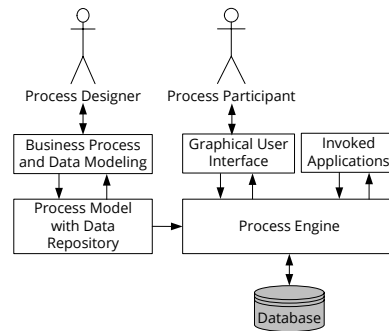 Process Designer
Process Participant
Business Process
and Data Modeling
Graphical User
Interface
Invoked
Applications
Process Model
with Data
Repository
Process Engine
Database